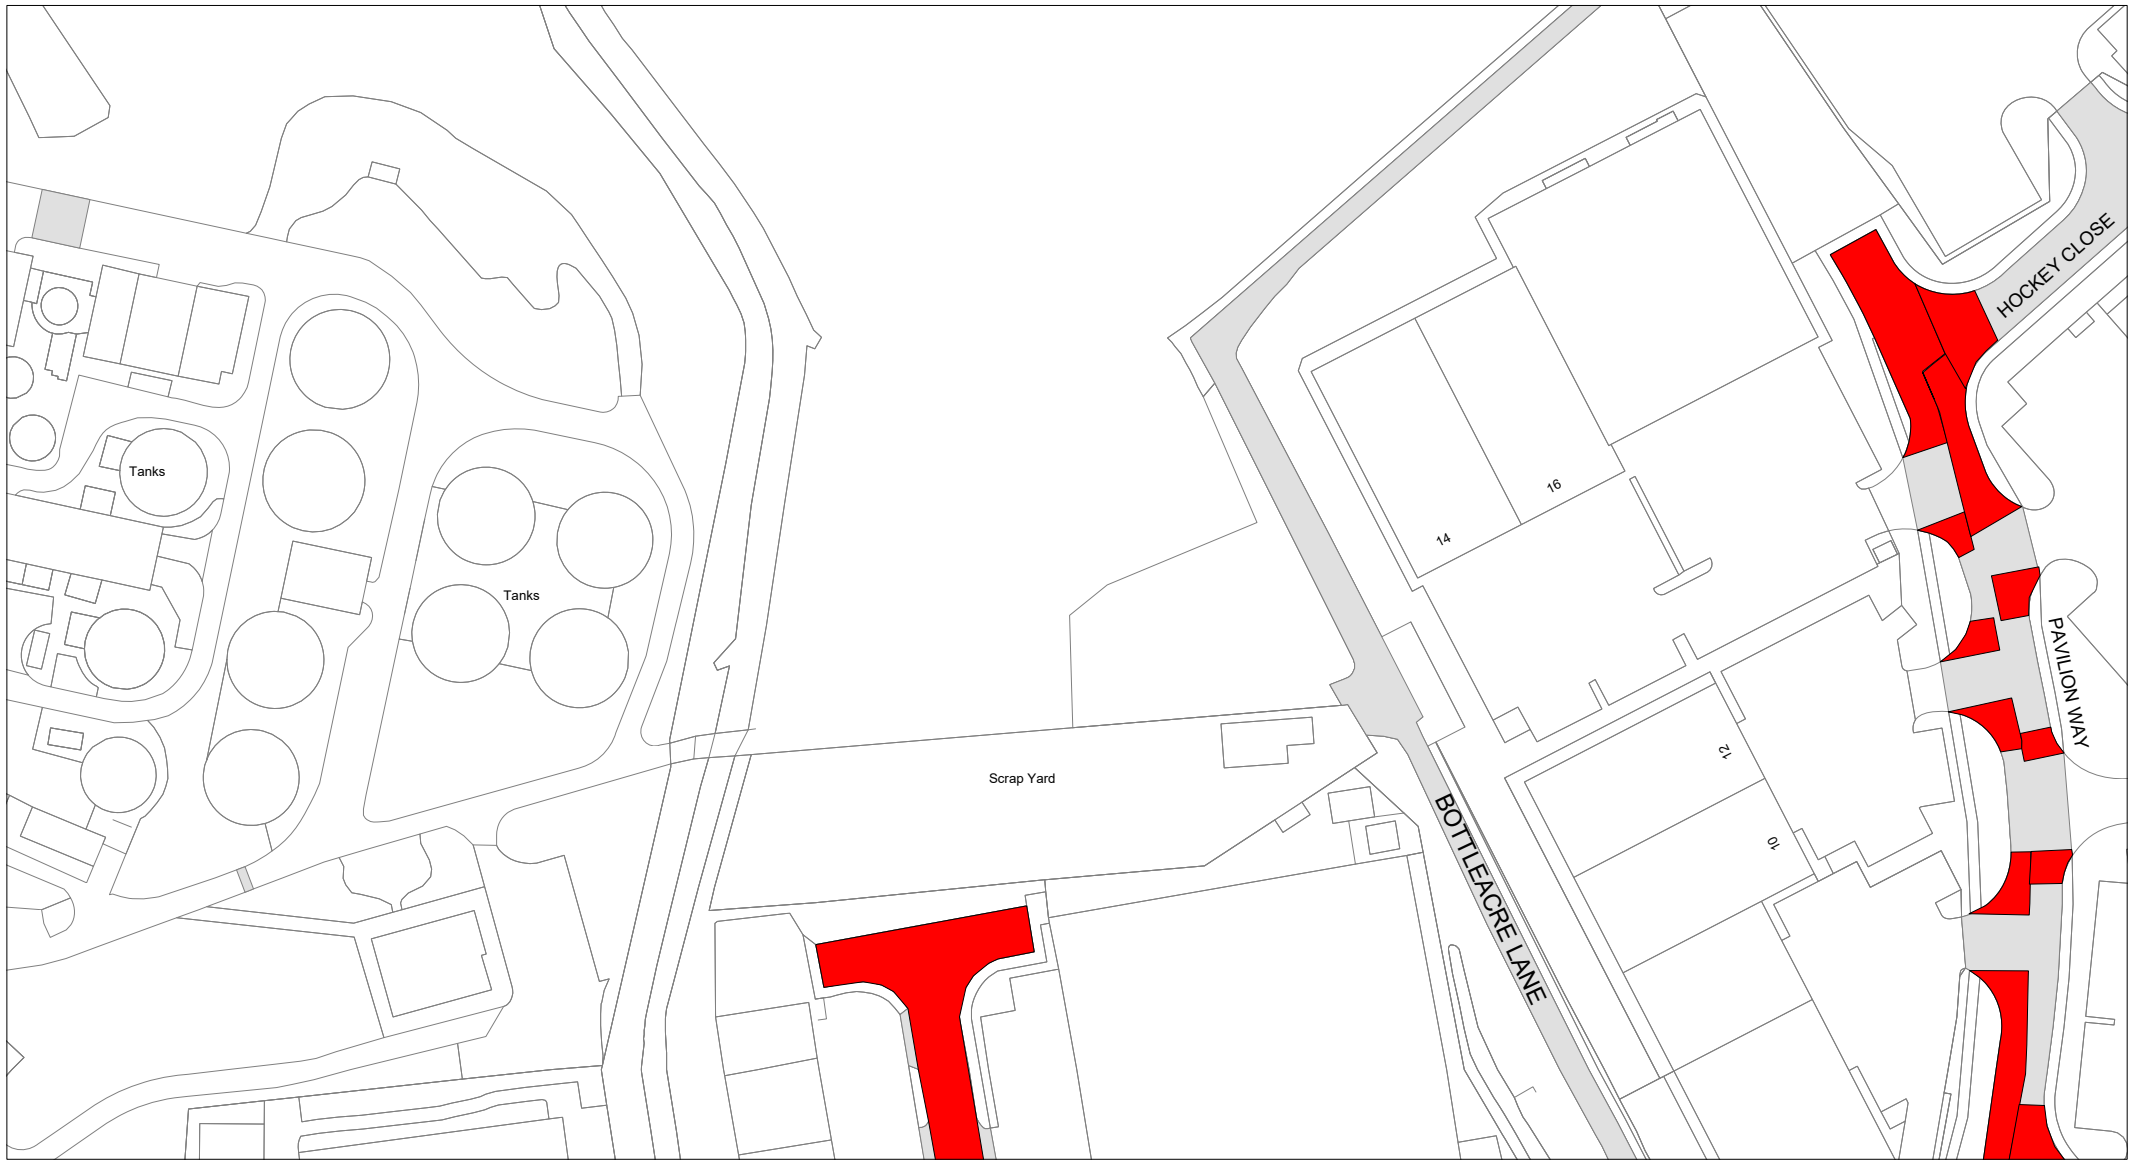 HOCKEY CLOSE
Tanks
16
14
Tanks
PAVILION WAY
12
Scrap Yard
10
BOTTLEACRE LANE